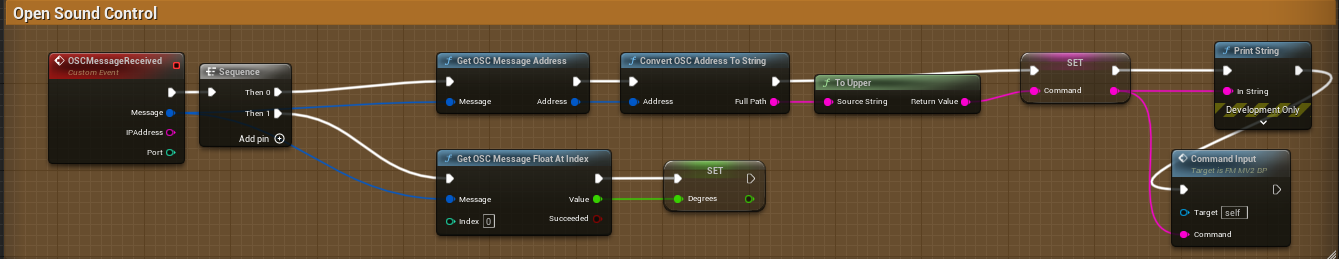 Open Sound Control
OSCMessageReceived
Custom Event
Message
IPAddress
Port
Sequence
Then 0
Then 1
Add pin
Get OSC Message Address
Message
Address
Convert OSC Address To String
Address
Full Path
To Upper
Source String
Return Value
SET
Command
Print String
In String
Development Only
Get OSC Message Float At Index
Message
Value
Index 0
Succeeded
SET
Degrees
Command Input
Target is FM MV2 BP
Target self
Command